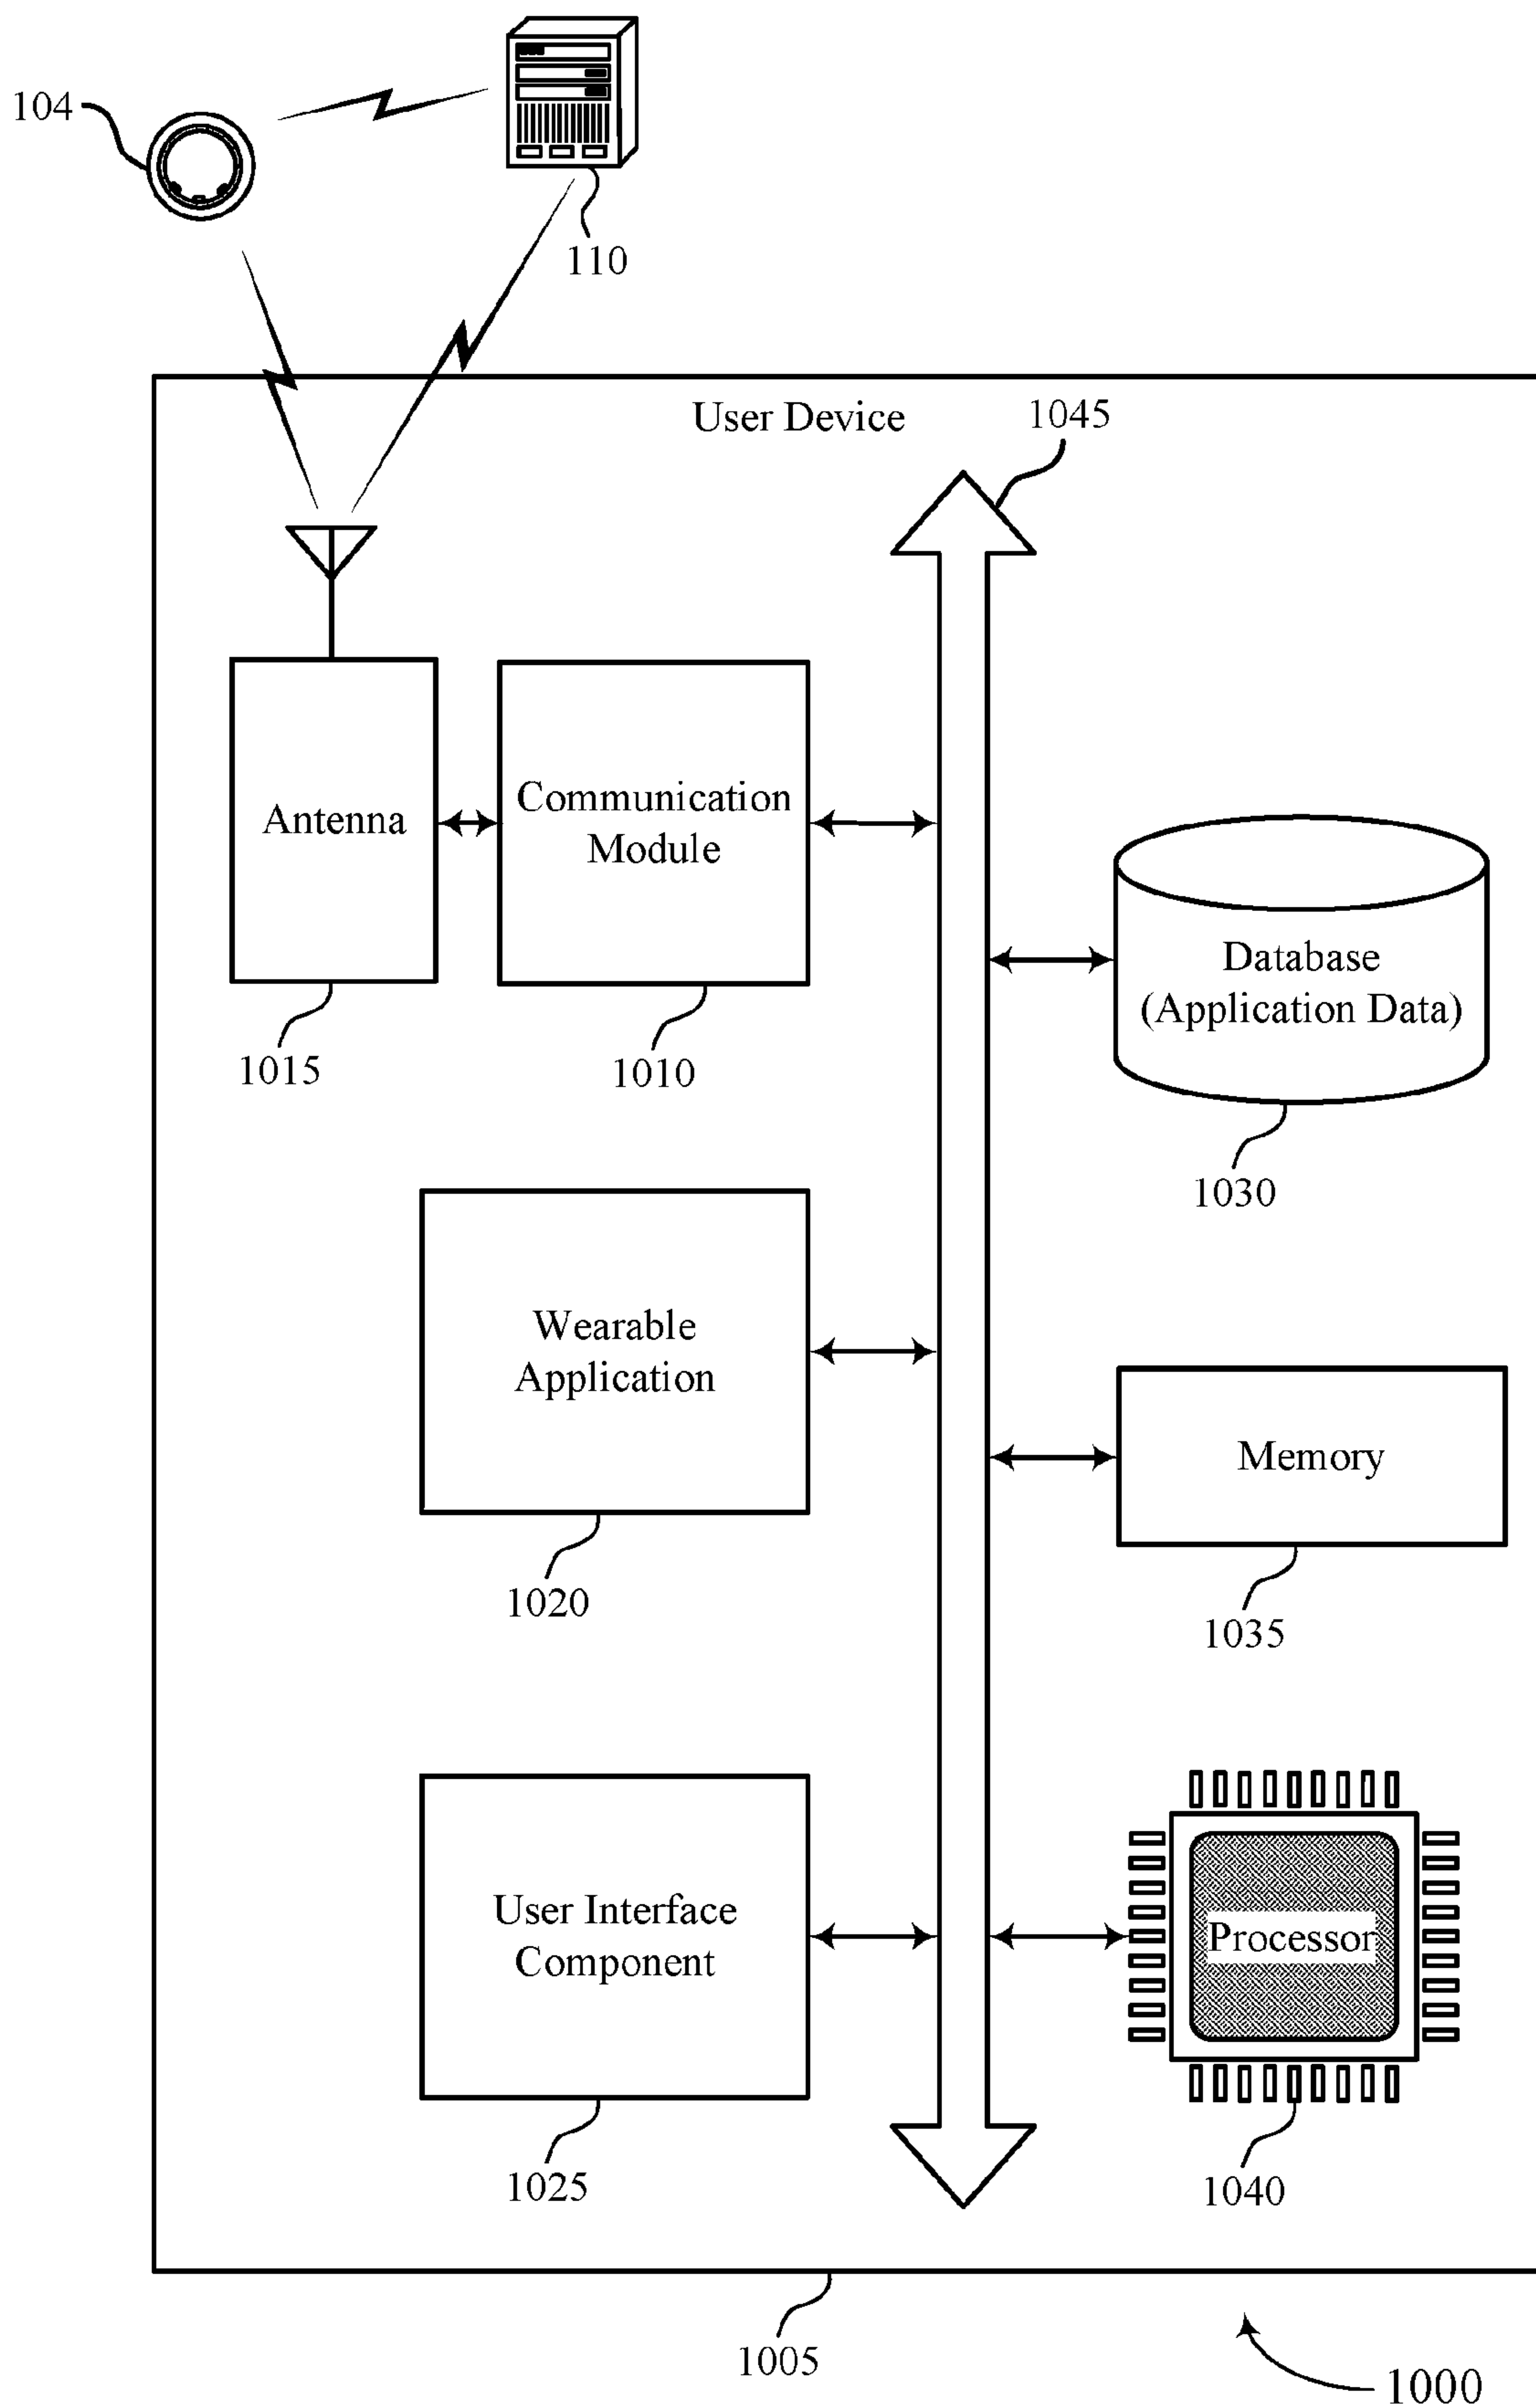 104
110
User Device
1045
Antenna
Communication
Module
1015
1010
Database
(Application Data)
1030
Wearable
Application
1020
Memory
1035
User Interface
Component
1025
Processor
1040
1005
1000